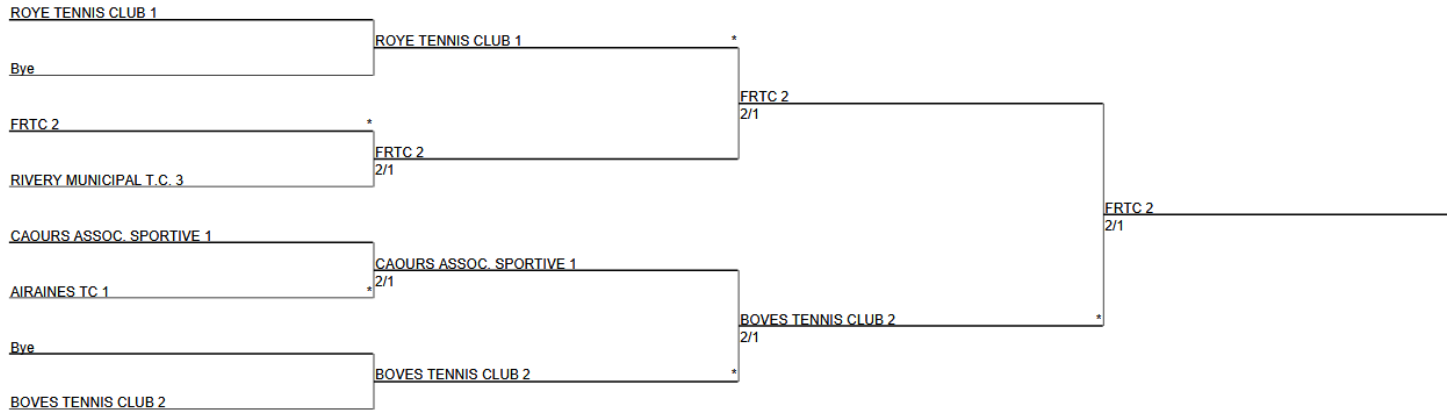 ROYE TENNIS CLUB 1
Bye
FRTC 2 *
RIVERY MUNICIPAL T.C. 3
CAOURS ASSOC. SPORTIVE 1
AIRAINES TC 1 *
Bye
BOVES TENNIS CLUB 2
ROYE TENNIS CLUB 1 *
FRTC 2
2/1
CAOURS ASSOC. SPORTIVE 1
2/1
BOVES TENNIS CLUB 2 *
FRTC 2
2/1
BOVES TENNIS CLUB 2 *
2/1
FRTC 2
2/1